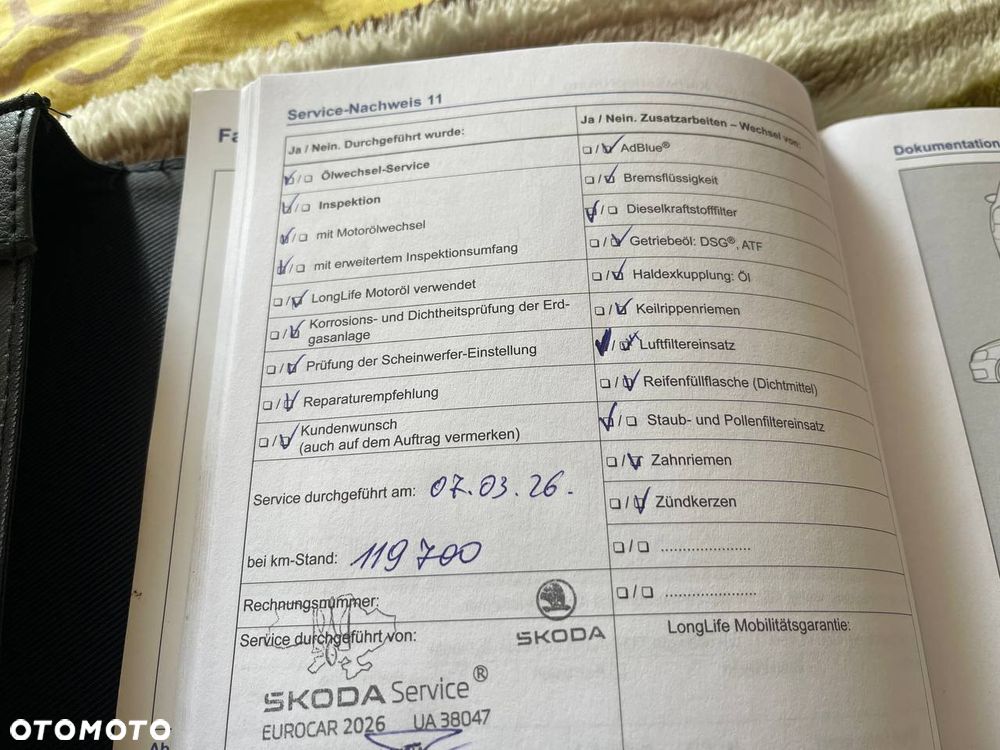 Service-Nachweis 11
Ja / Nein. Durchgeführt wurde:
Ölwechsel-Service
Inspektion
mit Motorölwechsel
mit erweitertem Inspektionsumfang
LongLife Motoröl verwendet
Korrosions- und Dichtheitsprüfung der Erd-
gasanlage
Prüfung der Scheinwerfer-Einstellung
Reparaturempfehlung
Kundenwunsch
(auch auf dem Auftrag vermerken)
Service durchgeführt am: 07.03.26.
bei km-Stand: 119 700
Rechnungsnummer:
Service durchgeführt von:
SKODA
SKODA Service®
EUROCAR 2026 UA 38047
Ja / Nein. Zusatzarbeiten – Wechsel von:
AdBlue®
Bremsflüssigkeit
Dieselkraftstofffilter
Getriebeöl: DSG®, ATF
Haldexkupplung: Öl
Keilrippenriemen
Luftfiltereinsatz
Reifenfüllflasche (Dichtmittel)
Staub- und Pollenfiltereinsatz
Zahnriemen
Zündkerzen
.....................
.....................
LongLife Mobilitätsgarantie:
Dokumentation
OTOMOTO